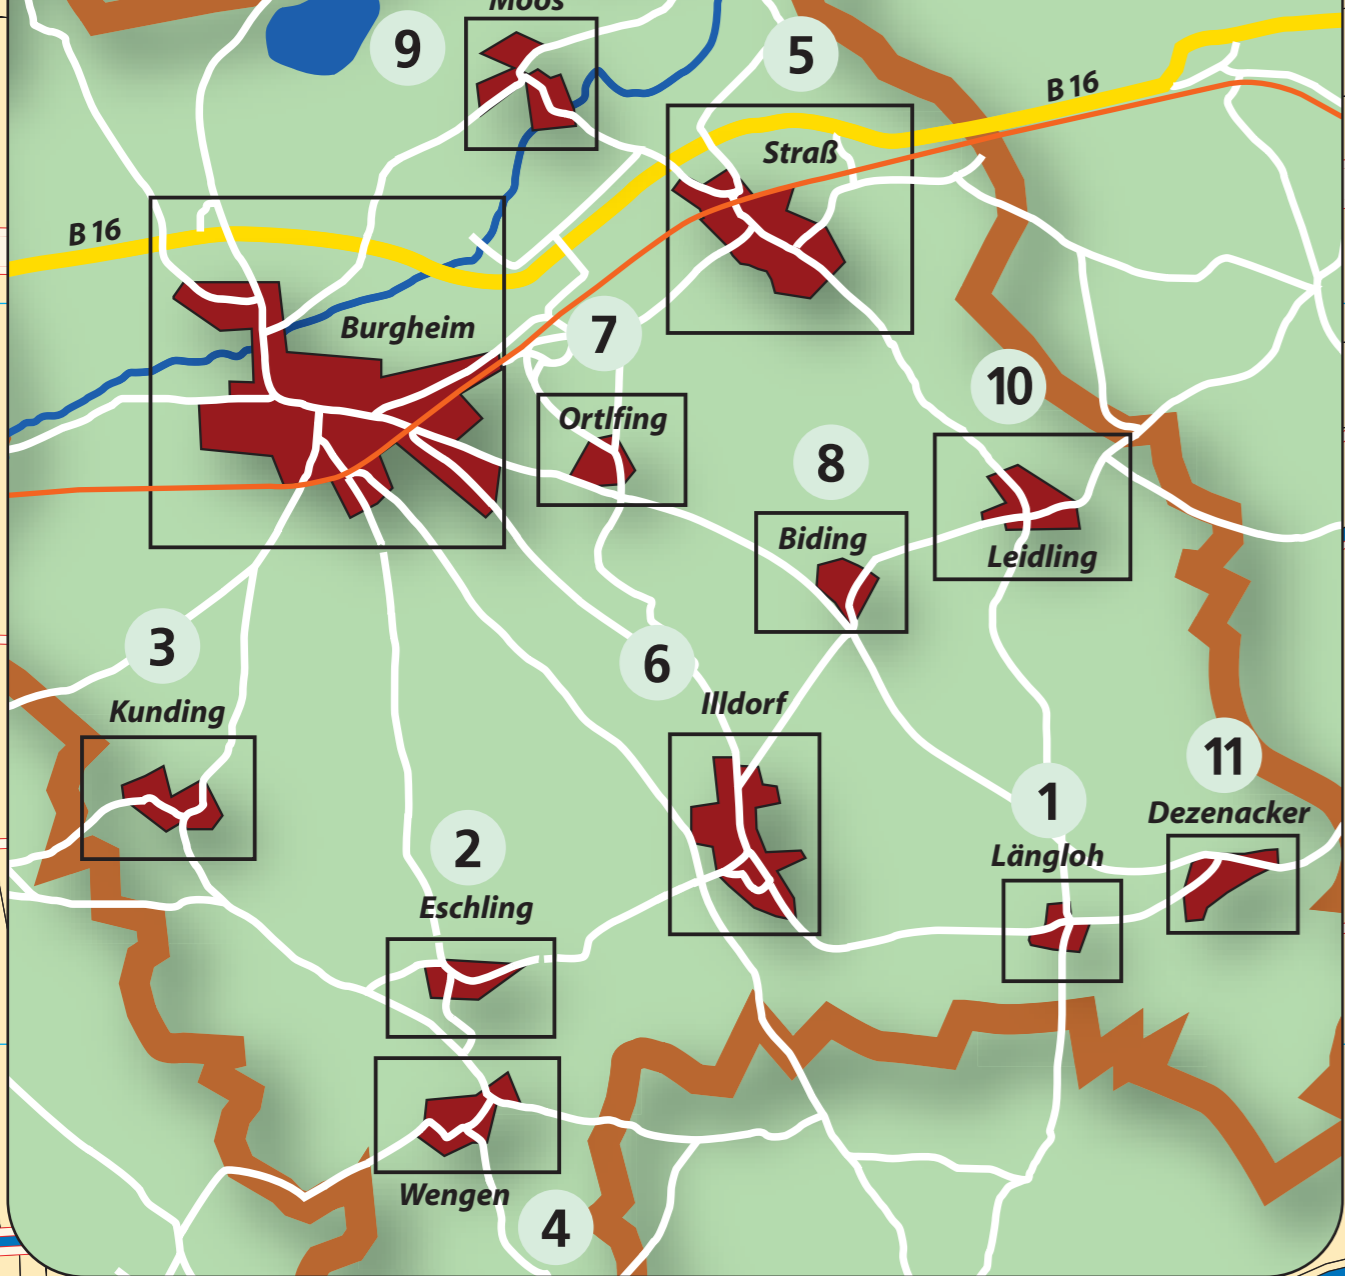 Moos
9
5
B 16
Straß
B 16
Burgheim
7
10
Ortlfing
8
Biding
Leidling
3
6
Kunding
Illdorf
11
1
Dezenacker
2
Längloh
Eschling
Wengen
4